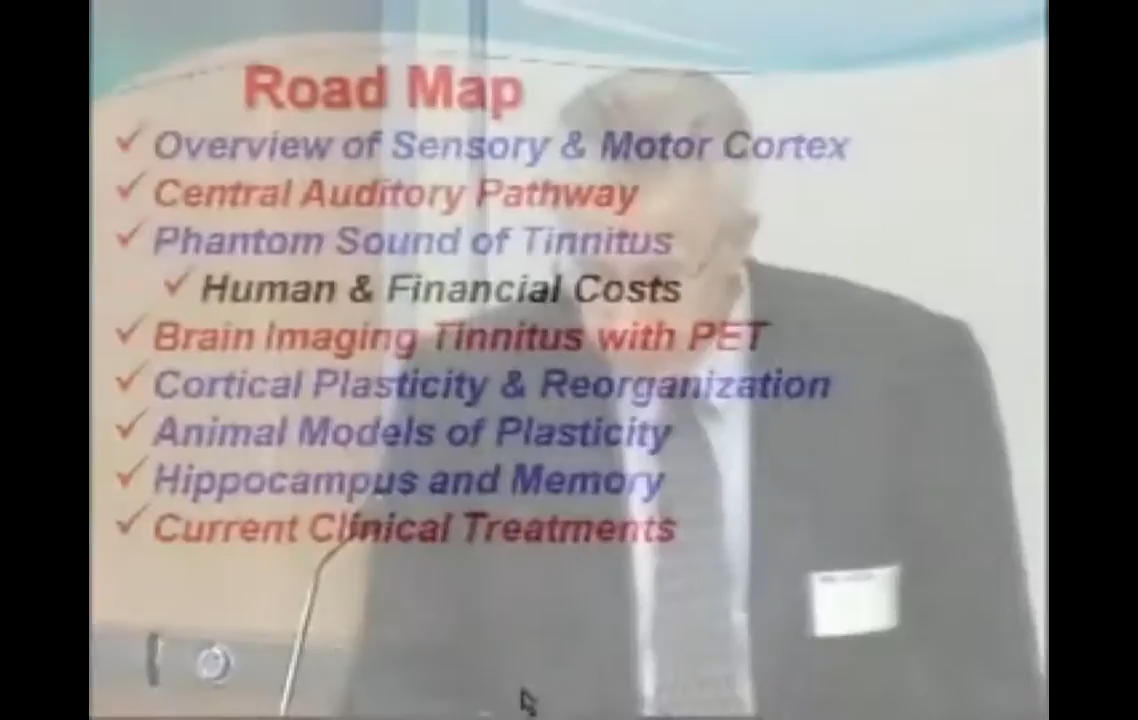 Road Map
Overview of Sensory & Motor Cortex
Central Auditory Pathway
Phantom Sound of Tinnitus
Human & Financial Costs
Brain Imaging Tinnitus with PET
Cortical Plasticity & Reorganization
Animal Models of Plasticity
Hippocampus and Memory
Current Clinical Treatments